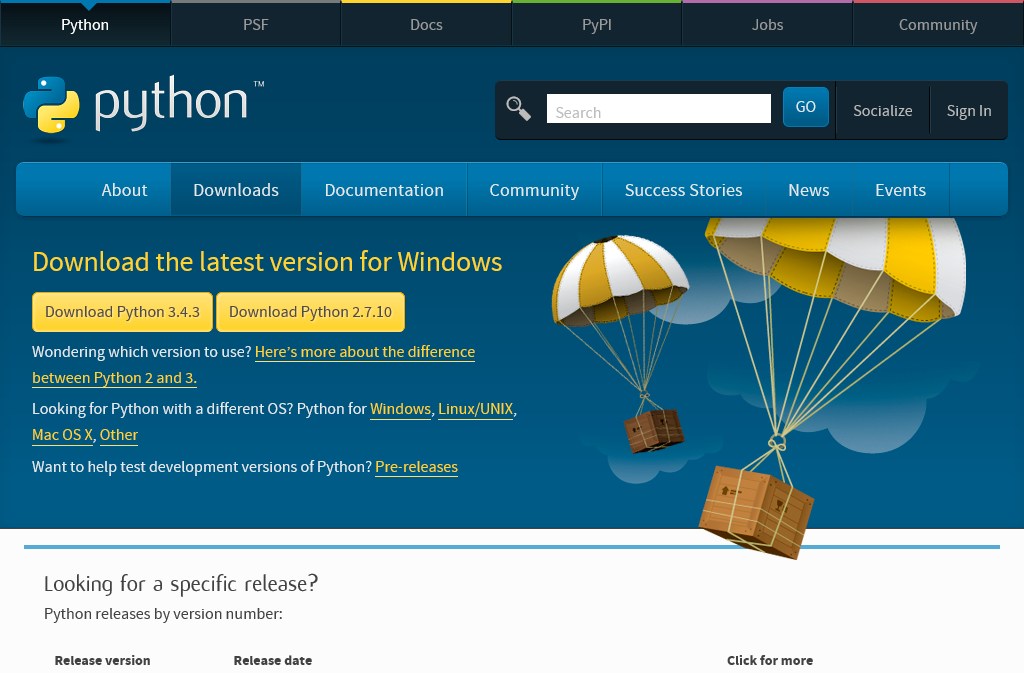 Python PSF Docs PyPI Jobs Community
python™
Search GO Socialize Sign In
About Downloads Documentation Community Success Stories News Events
Download the latest version for Windows
Download Python 3.4.3 Download Python 2.7.10
Wondering which version to use? Here’s more about the difference
between Python 2 and 3.
Looking for Python with a different OS? Python for Windows, Linux/UNIX,
Mac OS X, Other
Want to help test development versions of Python? Pre-releases
Looking for a specific release?
Python releases by version number:
Release version Release date Click for more